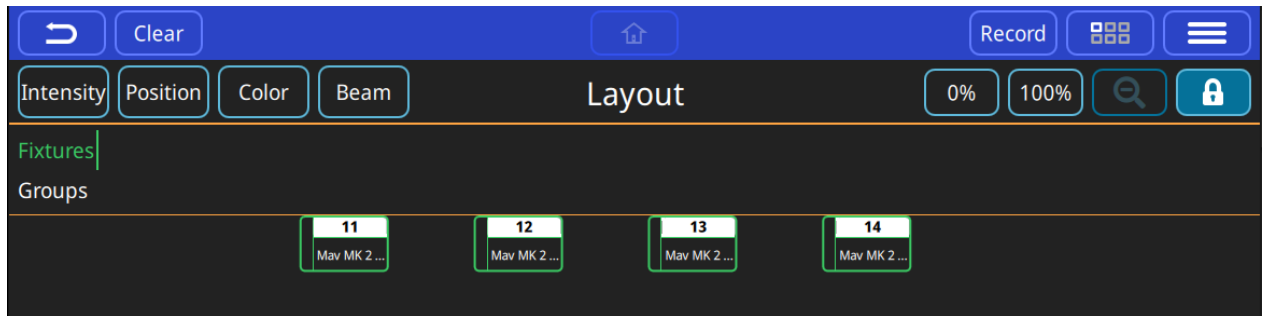 Clear
Record
Intensity Position Color Beam
Layout
0% 100%
Fixtures
Groups
11 12 13 14
Mav MK 2 ... Mav MK 2 ... Mav MK 2 ... Mav MK 2 ...